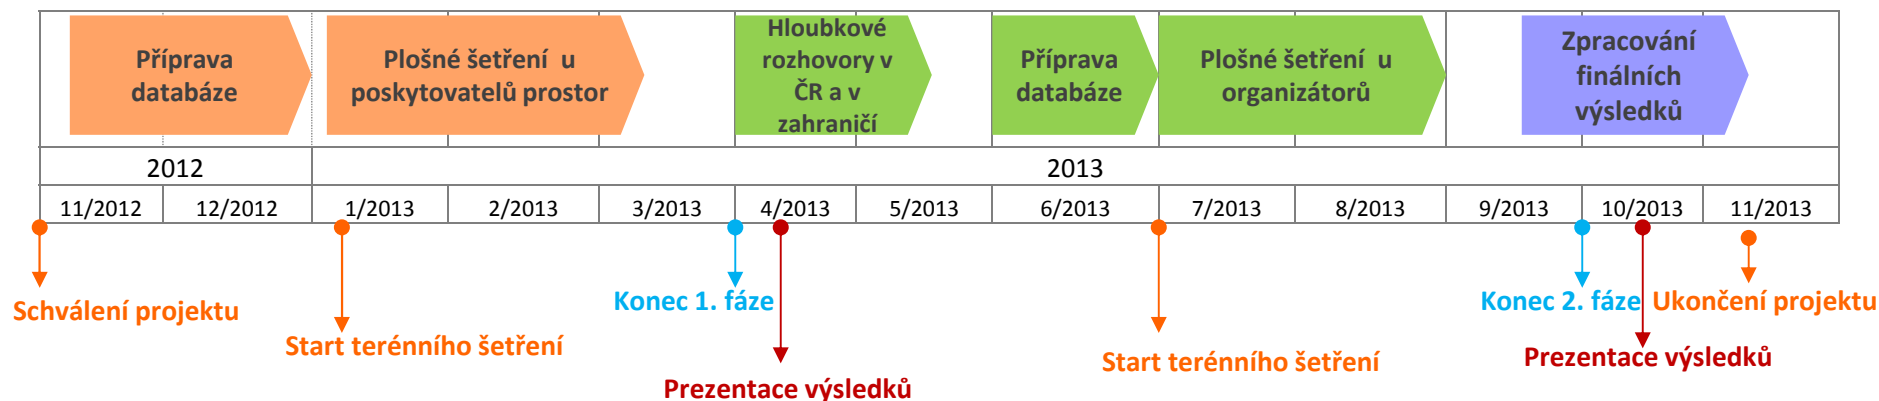 Příprava
databáze
Plošné šetření u
poskytovatelů prostor
Hloubkové
rozhovory v
ČR a v
zahraničí
Příprava
databáze
Plošné šetření u
organizátorů
Zpracování
finálních
výsledků
2012
2013
11/2012
12/2012
1/2013
2/2013
3/2013
4/2013
5/2013
6/2013
7/2013
8/2013
9/2013
10/2013
11/2013
Schválení projektu
Start terénního šetření
Konec 1. fáze
Prezentace výsledků
Start terénního šetření
Konec 2. fáze
Ukončení projektu
Prezentace výsledků